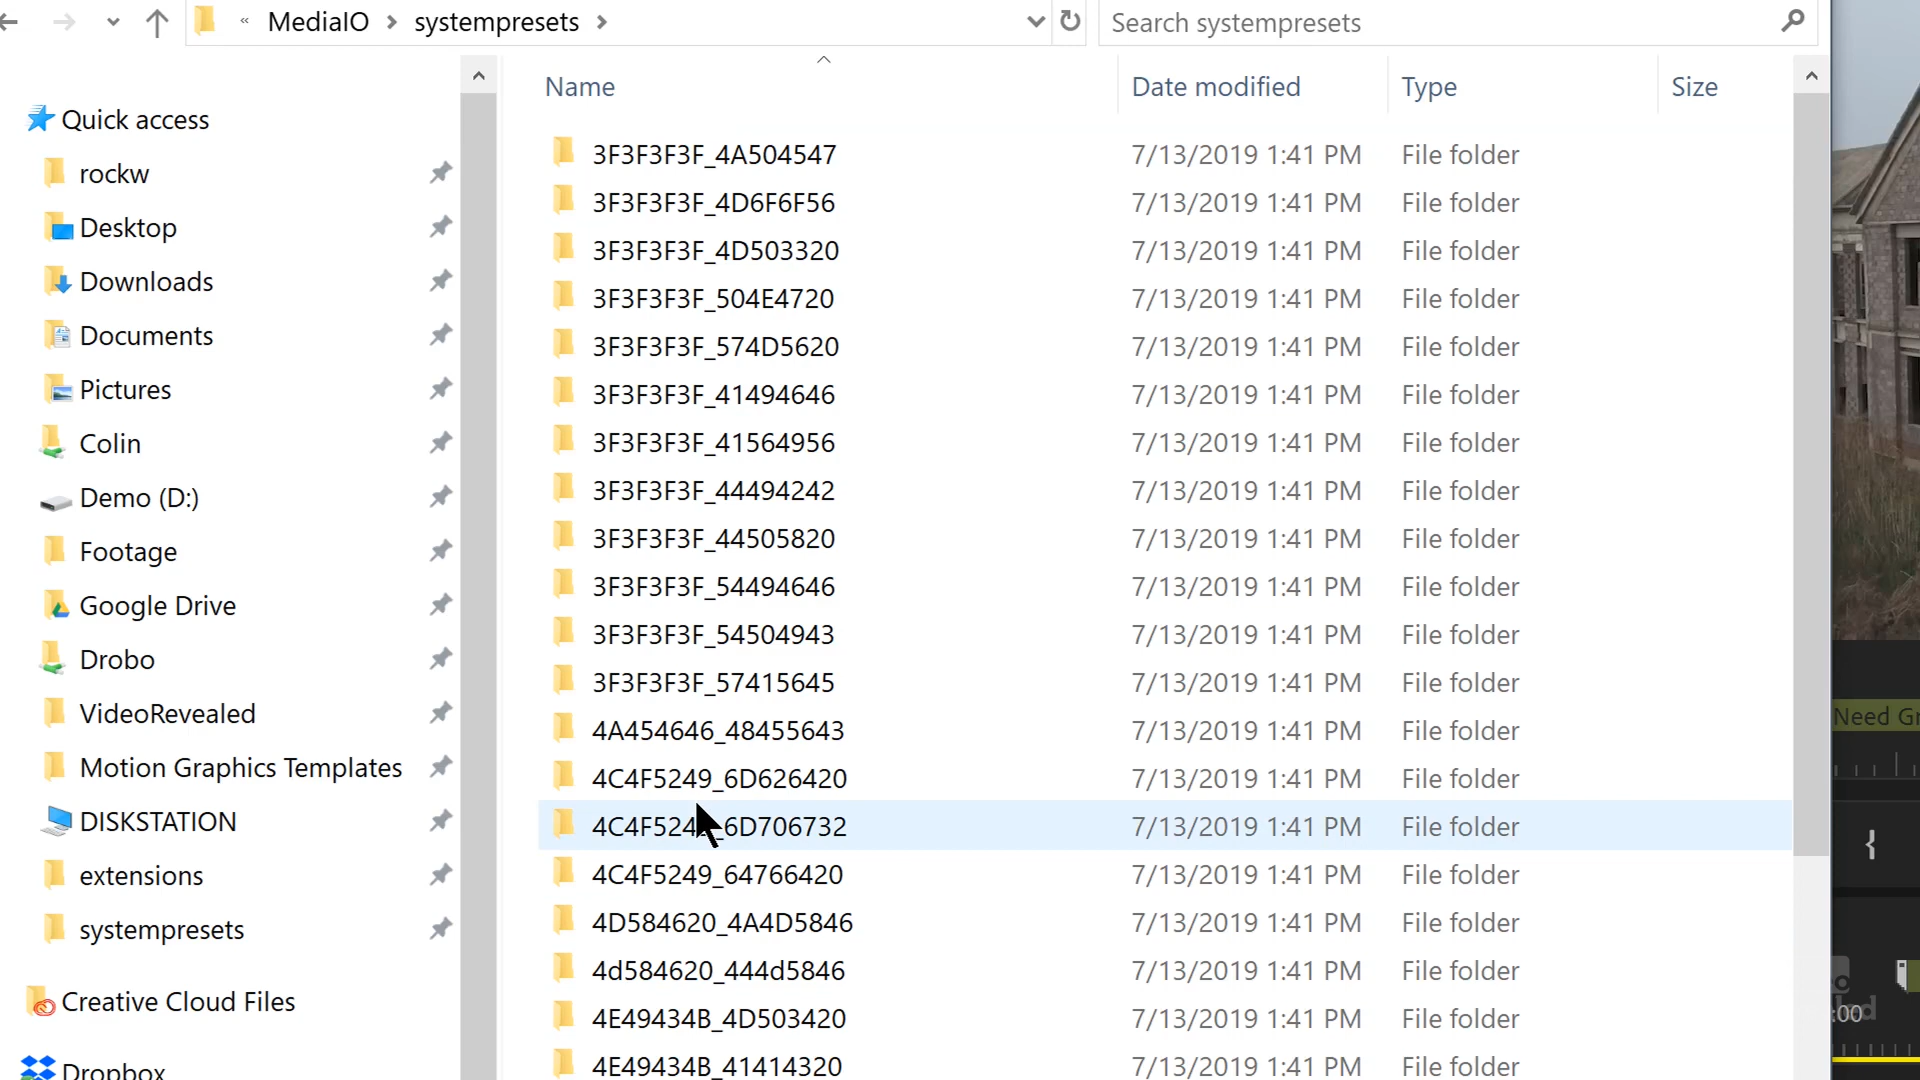 « MediaIO > systempresets >
Search systempresets
Name Date modified Type Size
Quick access
rockw
Desktop
Downloads
Documents
Pictures
Colin
Demo (D:)
Footage
Google Drive
Drobo
VideoRevealed
Motion Graphics Templates
DISKSTATION
extensions
systempresets
Creative Cloud Files
Dropbox
3F3F3F3F_4A504547 7/13/2019 1:41 PM File folder
3F3F3F3F_4D6F6F56 7/13/2019 1:41 PM File folder
3F3F3F3F_4D503320 7/13/2019 1:41 PM File folder
3F3F3F3F_504E4720 7/13/2019 1:41 PM File folder
3F3F3F3F_574D5620 7/13/2019 1:41 PM File folder
3F3F3F3F_41494646 7/13/2019 1:41 PM File folder
3F3F3F3F_41564956 7/13/2019 1:41 PM File folder
3F3F3F3F_44494242 7/13/2019 1:41 PM File folder
3F3F3F3F_44505820 7/13/2019 1:41 PM File folder
3F3F3F3F_54494646 7/13/2019 1:41 PM File folder
3F3F3F3F_54504943 7/13/2019 1:41 PM File folder
3F3F3F3F_57415645 7/13/2019 1:41 PM File folder
4A454646_48455643 7/13/2019 1:41 PM File folder
4C4F5249_6D626420 7/13/2019 1:41 PM File folder
4C4F5249_6D706732 7/13/2019 1:41 PM File folder
4C4F5249_64766420 7/13/2019 1:41 PM File folder
4D584620_4A4D5846 7/13/2019 1:41 PM File folder
4d584620_444d5846 7/13/2019 1:41 PM File folder
4E49434B_4D503420 7/13/2019 1:41 PM File folder
4E49434B_41414320 7/13/2019 1:41 PM File folder
Need Gr
:00